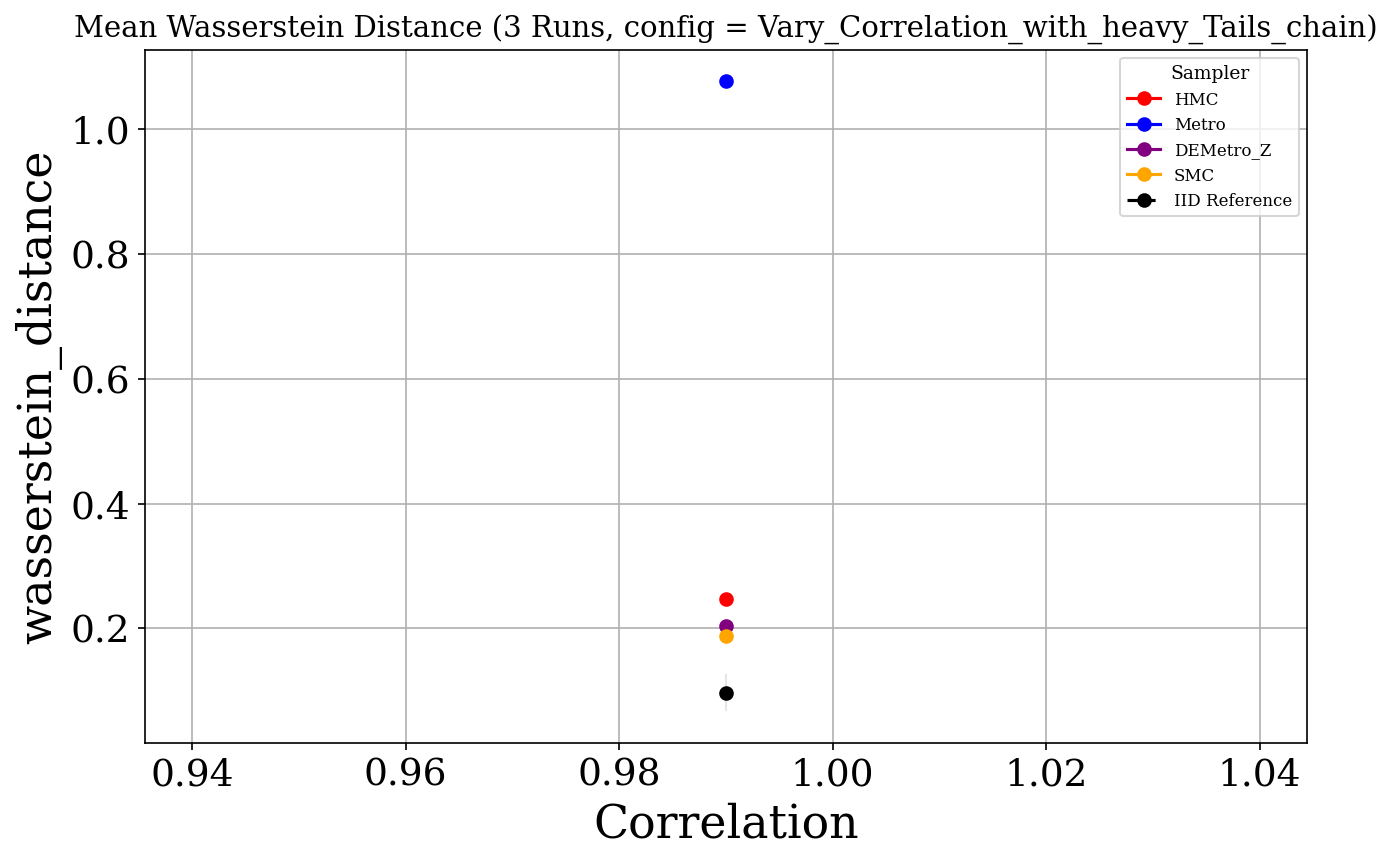 Mean Wasserstein Distance (3 Runs, config = Vary_Correlation_with_heavy_Tails_chain)
Sampler
HMC
Metro
DEMetro_Z
SMC
IID Reference
wasserstein_distance
1.0
0.8
0.6
0.4
0.2
0.94 0.96 0.98 1.00 1.02 1.04
Correlation